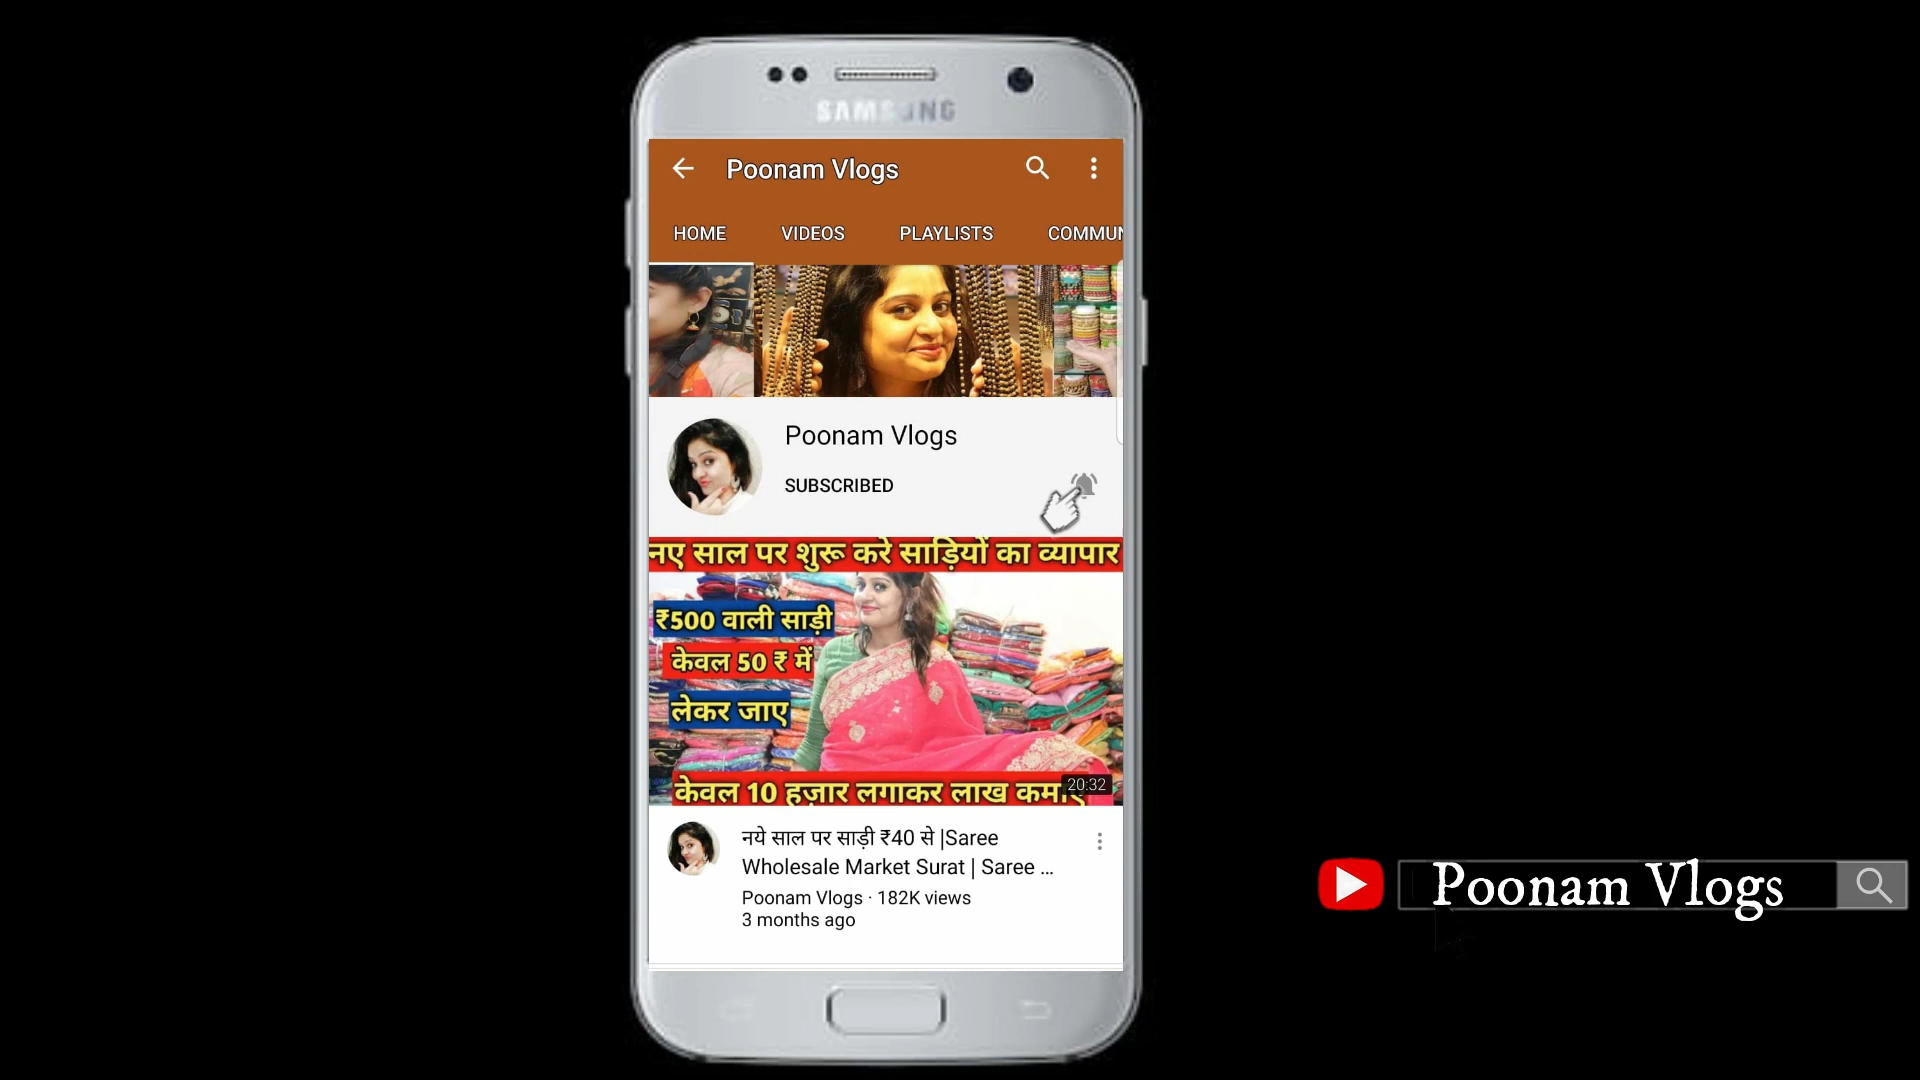 SAMSUNG
Poonam Vlogs
HOME VIDEOS PLAYLISTS COMMUN
Poonam Vlogs
SUBSCRIBED
नए साल पर शुरू करे साड़ियों का व्यापार
₹500 वाली साड़ी
केवल 50 ₹ में
लेकर जाए
केवल 10 हज़ार लगाकर लाख कमाए
20:32
नये साल पर साड़ी ₹40 से |Saree
Wholesale Market Surat | Saree ...
Poonam Vlogs · 182K views
3 months ago
Poonam Vlogs